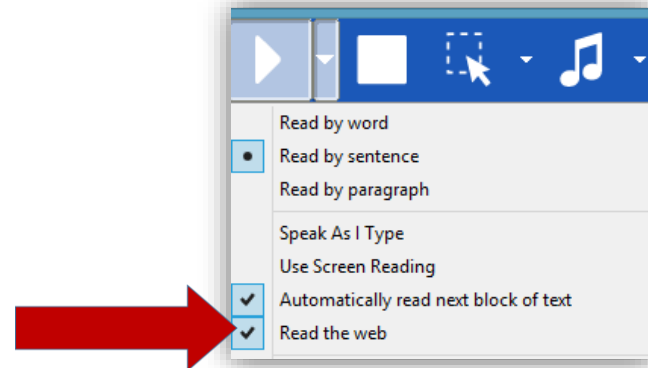 Read by word
Read by sentence
Read by paragraph
Speak As I Type
Use Screen Reading
Automatically read next block of text
Read the web